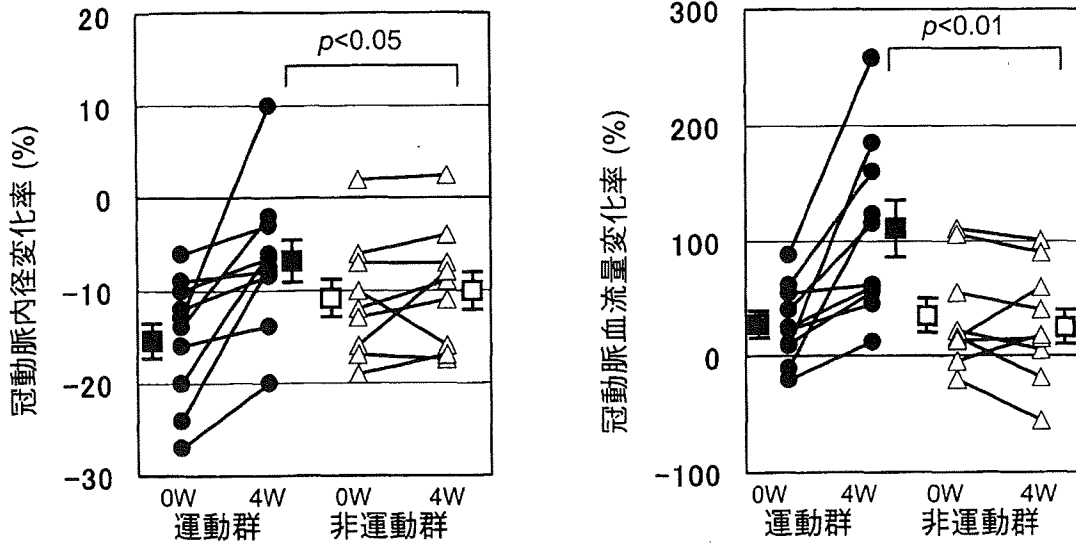 冠動脈内径変化率 (%)
20
10
0
-10
-20
-30
p<0.05
0W 4W 0W 4W
運動群 非運動群
冠動脈血流量変化率 (%)
300
200
100
0
-100
p<0.01
0W 4W 0W 4W
運動群 非運動群